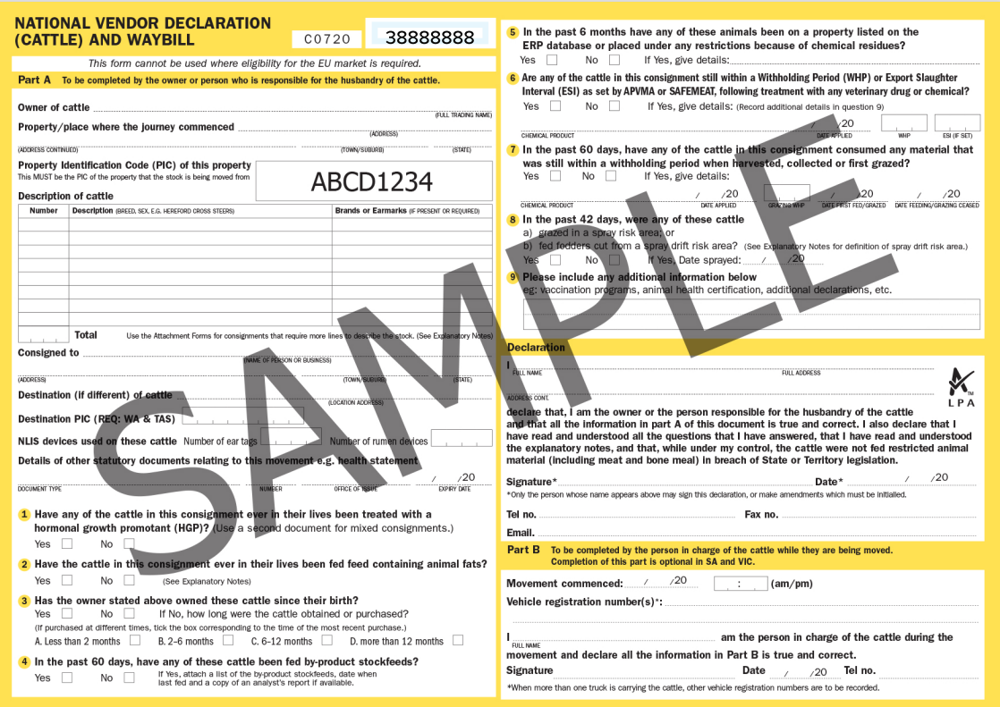 NATIONAL VENDOR DECLARATION
(CATTLE) AND WAYBILL
C0720
38888888
This form cannot be used where eligibility for the EU market is required.
Part A To be completed by the owner or person who is responsible for the husbandry of the cattle.
Owner of cattle
(FULL TRADING NAME)
Property/place where the journey commenced
(ADDRESS)
(ADDRESS CONTINUED) (TOWN/SUBURB) (STATE)
Property Identification Code (PIC) of this property
This MUST be the PIC of the property that the stock is being moved from
ABCD1234
Description of cattle
Number Description (BREED, SEX, E.G. HEREFORD CROSS STEERS) Brands or Earmarks (IF PRESENT OR REQUIRED)
Total Use the Attachment Forms for consignments that require more lines to describe the stock. (See Explanatory Notes)
Consigned to
(NAME OF PERSON OR BUSINESS)
(ADDRESS) (TOWN/SUBURB) (STATE)
Destination (if different) of cattle
(LOCATION ADDRESS)
Destination PIC (REQ: WA & TAS)
NLIS devices used on these cattle Number of ear tags Number of rumen devices
Details of other statutory documents relating to this movement e.g. health statement
/ /20
DOCUMENT TYPE NUMBER OFFICE OF ISSUE EXPIRY DATE
1 Have any of the cattle in this consignment ever in their lives been treated with a
hormonal growth promotant (HGP)? (Use a second document for mixed consignments.)
Yes No
2 Have the cattle in this consignment ever in their lives been fed feed containing animal fats?
Yes No (See Explanatory Notes)
3 Has the owner stated above owned these cattle since their birth?
Yes No If No, how long were the cattle obtained or purchased?
(If purchased at different times, tick the box corresponding to the time of the most recent purchase.)
A. Less than 2 months B. 2–6 months C. 6–12 months D. more than 12 months
4 In the past 60 days, have any of these cattle been fed by-product stockfeeds?
Yes No If Yes, attach a list of the by-product stockfeeds, date when
last fed and a copy of an analyst's report if available.
5 In the past 6 months have any of these animals been on a property listed on the
ERP database or placed under any restrictions because of chemical residues?
Yes No If Yes, give details:
6 Are any of the cattle in this consignment still within a Withholding Period (WHP) or Export Slaughter
Interval (ESI) as set by APVMA or SAFEMEAT, following treatment with any veterinary drug or chemical?
Yes No If Yes, give details: (Record additional details in question 9)
/ /20
CHEMICAL PRODUCT DATE APPLIED WHP ESI (IF SET)
7 In the past 60 days, have any of the cattle in this consignment consumed any material that
was still within a withholding period when harvested, collected or first grazed?
Yes No If Yes, give details:
/ /20 / /20 / /20
CHEMICAL PRODUCT DATE APPLIED GRAZING WHP DATE FIRST FED/GRAZED DATE FEEDING/GRAZING CEASED
8 In the past 42 days, were any of these cattle
a) grazed in a spray risk area; or
b) fed fodders cut from a spray drift risk area? (See Explanatory Notes for definition of spray drift risk area.)
Yes No If Yes, Date sprayed: / /20
9 Please include any additional information below
eg: vaccination programs, animal health certification, additional declarations, etc.
Declaration
I
FULL NAME FULL ADDRESS
ADDRESS CONT.
LPA
TM
declare that, I am the owner or the person responsible for the husbandry of the cattle
and that all the information in part A of this document is true and correct. I also declare that I
have read and understood all the questions that I have answered, that I have read and understood
the explanatory notes, and that, while under my control, the cattle were not fed restricted animal
material (including meat and bone meal) in breach of State or Territory legislation.
Signature* Date* / /20
*Only the person whose name appears above may sign this declaration, or make amendments which must be initialled.
Tel no. Fax no.
Email.
Part B To be completed by the person in charge of the cattle while they are being moved.
Completion of this part is optional in SA and VIC.
Movement commenced: / /20 : (am/pm)
Vehicle registration number(s)*:
I am the person in charge of the cattle during the
FULL NAME
movement and declare all the information in Part B is true and correct.
Signature Date / /20 Tel no.
*When more than one truck is carrying the cattle, other vehicle registration numbers are to be recorded.
SAMPLE